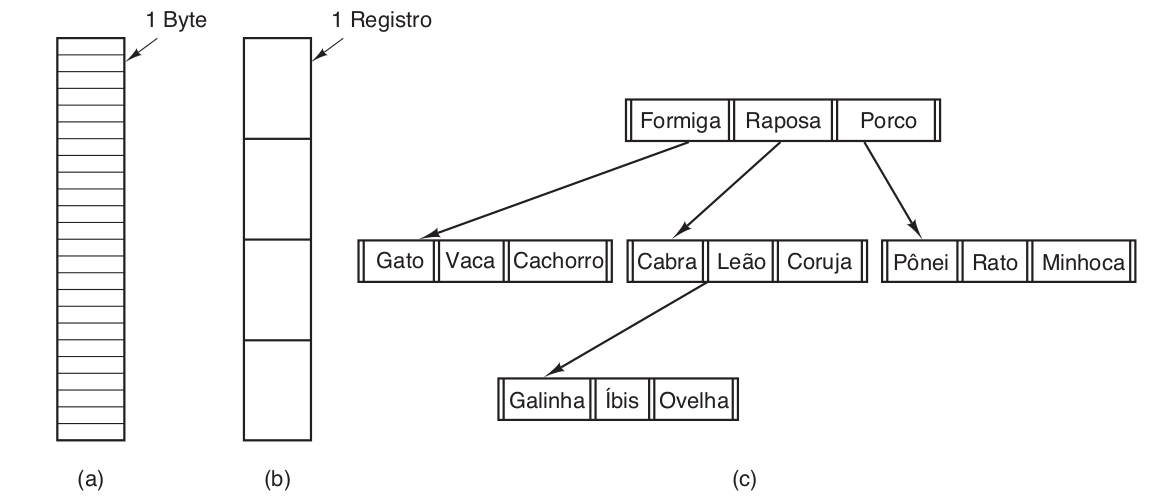 1 Byte
1 Registro
Formiga Raposa Porco
Gato Vaca Cachorro Cabra Leão Coruja Pônei Rato Minhoca
Galinha Íbis Ovelha
(a) (b) (c)